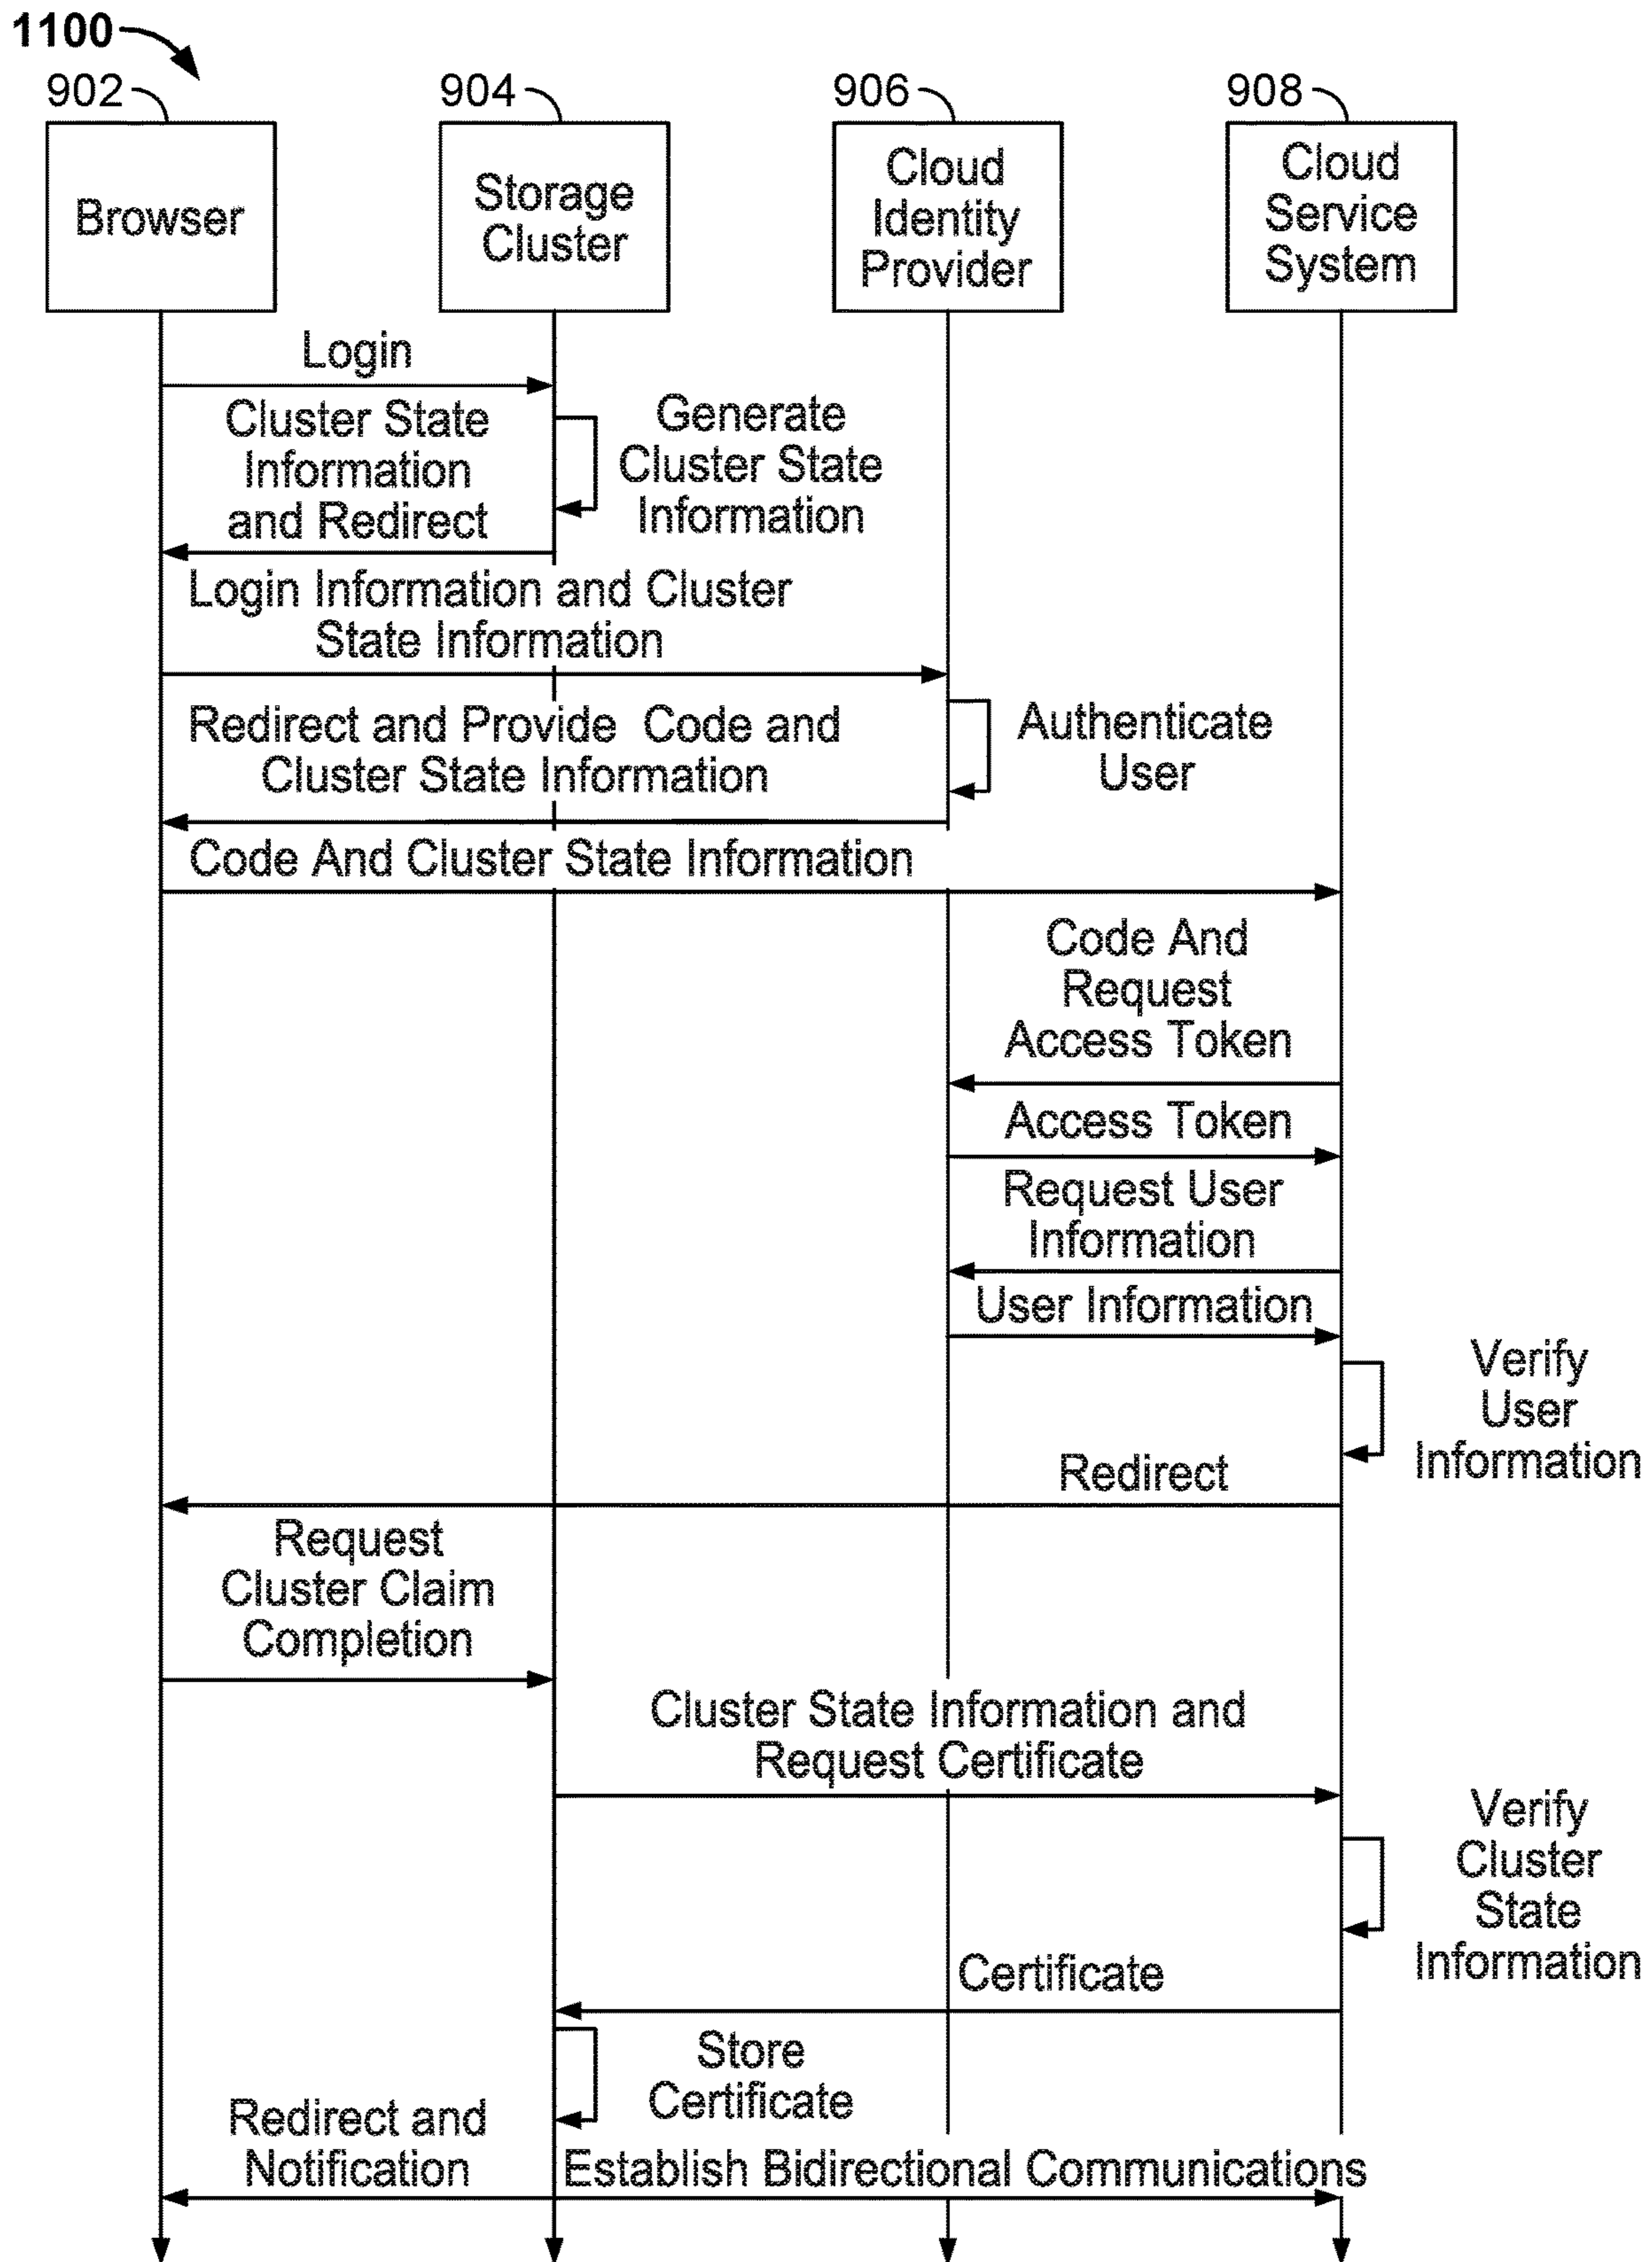 1100
902
904
906
908
Browser
Storage
Cluster
Cloud
Identity
Provider
Cloud
Service
System
Login
Cluster State
Information
and Redirect
Generate
Cluster State
Information
Login Information and Cluster
State Information
Redirect and Provide Code and
Cluster State Information
Authenticate
User
Code And Cluster State Information
Code And
Request
Access Token
Access Token
Request User
Information
User Information
Verify
User
Information
Redirect
Request
Cluster Claim
Completion
Cluster State Information and
Request Certificate
Verify
Cluster
State
Information
Certificate
Store
Certificate
Redirect and
Notification
Establish Bidirectional Communications